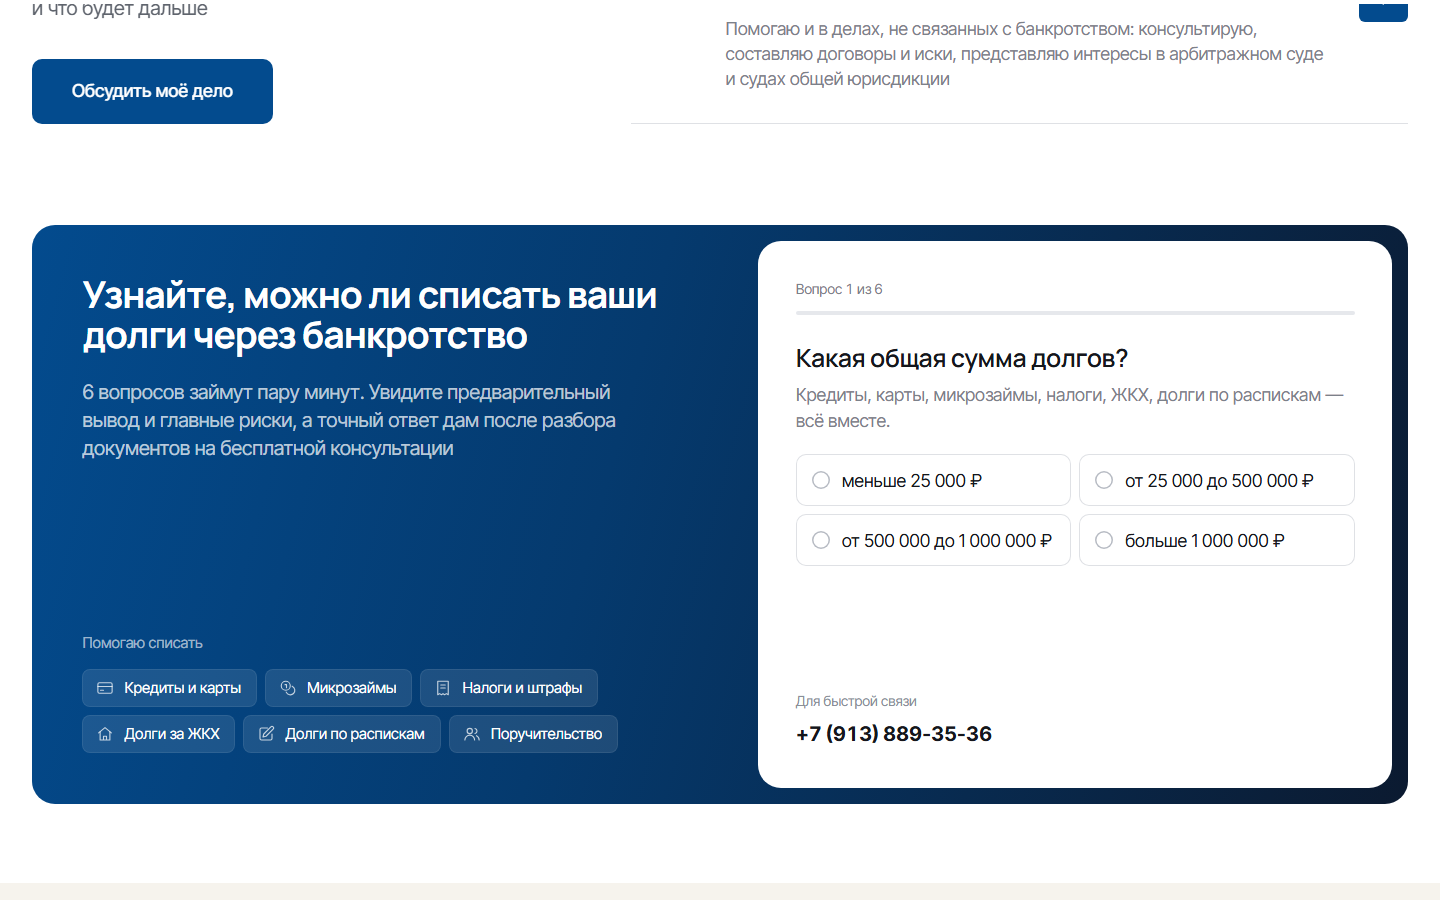 и что будет дальше
Обсудить моё дело
Помогаю и в делах, не связанных с банкротством: консультирую,
составляю договоры и иски, представляю интересы в арбитражном суде
и судах общей юрисдикции
Узнайте, можно ли списать ваши
долги через банкротство
6 вопросов займут пару минут. Увидите предварительный
вывод и главные риски, а точный ответ дам после разбора
документов на бесплатной консультации
Помогаю списать
Кредиты и карты
Микрозаймы
Налоги и штрафы
Долги за ЖКХ
Долги по распискам
Поручительство
Вопрос 1 из 6
Какая общая сумма долгов?
Кредиты, карты, микрозаймы, налоги, ЖКХ, долги по распискам —
всё вместе.
меньше 25 000 ₽
от 25 000 до 500 000 ₽
от 500 000 до 1 000 000 ₽
больше 1 000 000 ₽
Для быстрой связи
+7 (913) 889-35-36